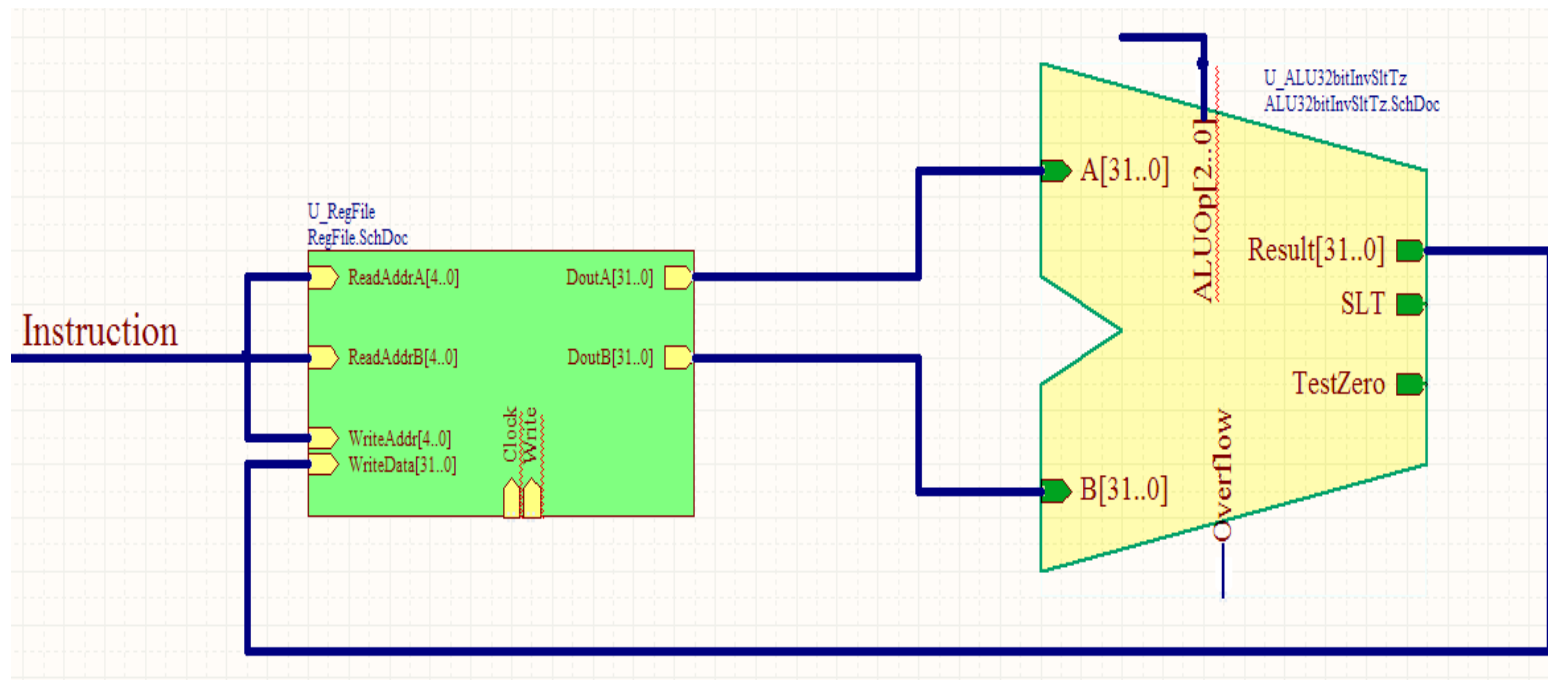 U_ALU32bitInvSltTz
ALU32bitInvSltTz.SchDoc
ALUOp[2..0]
A[31..0]
U_RegFile
RegFile.SchDoc
Result[31..0]
ReadAddrA[4..0]
DoutA[31..0]
SLT
Instruction
ReadAddrB[4..0]
DoutB[31..0]
TestZero
Clock
Write
Overflow
WriteAddr[4..0]
WriteData[31..0]
B[31..0]